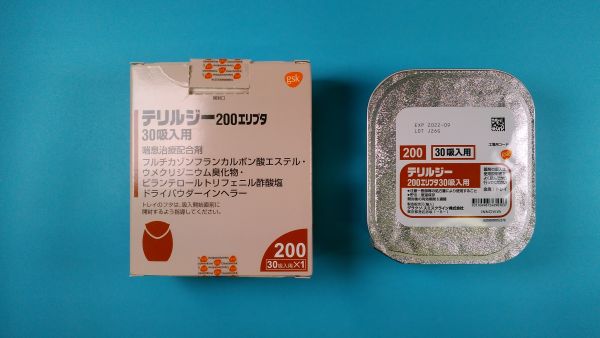 gsk
開封口
テリルジー200エリプタ
30吸入用
喘息治療配合剤
フルチカゾンフランカルボン酸エステル・
ウメクリジニウム臭化物・
ビランテロールトリフェニル酢酸塩
ドライパウダーインヘラー
トレイのフタは、吸入開始直前に
開封するよう指導してください。
200
30吸入用×1
EXP 2022-09
LOT J26G
200 30吸入用
テリルジー
200エリプタ30吸入用
gsk